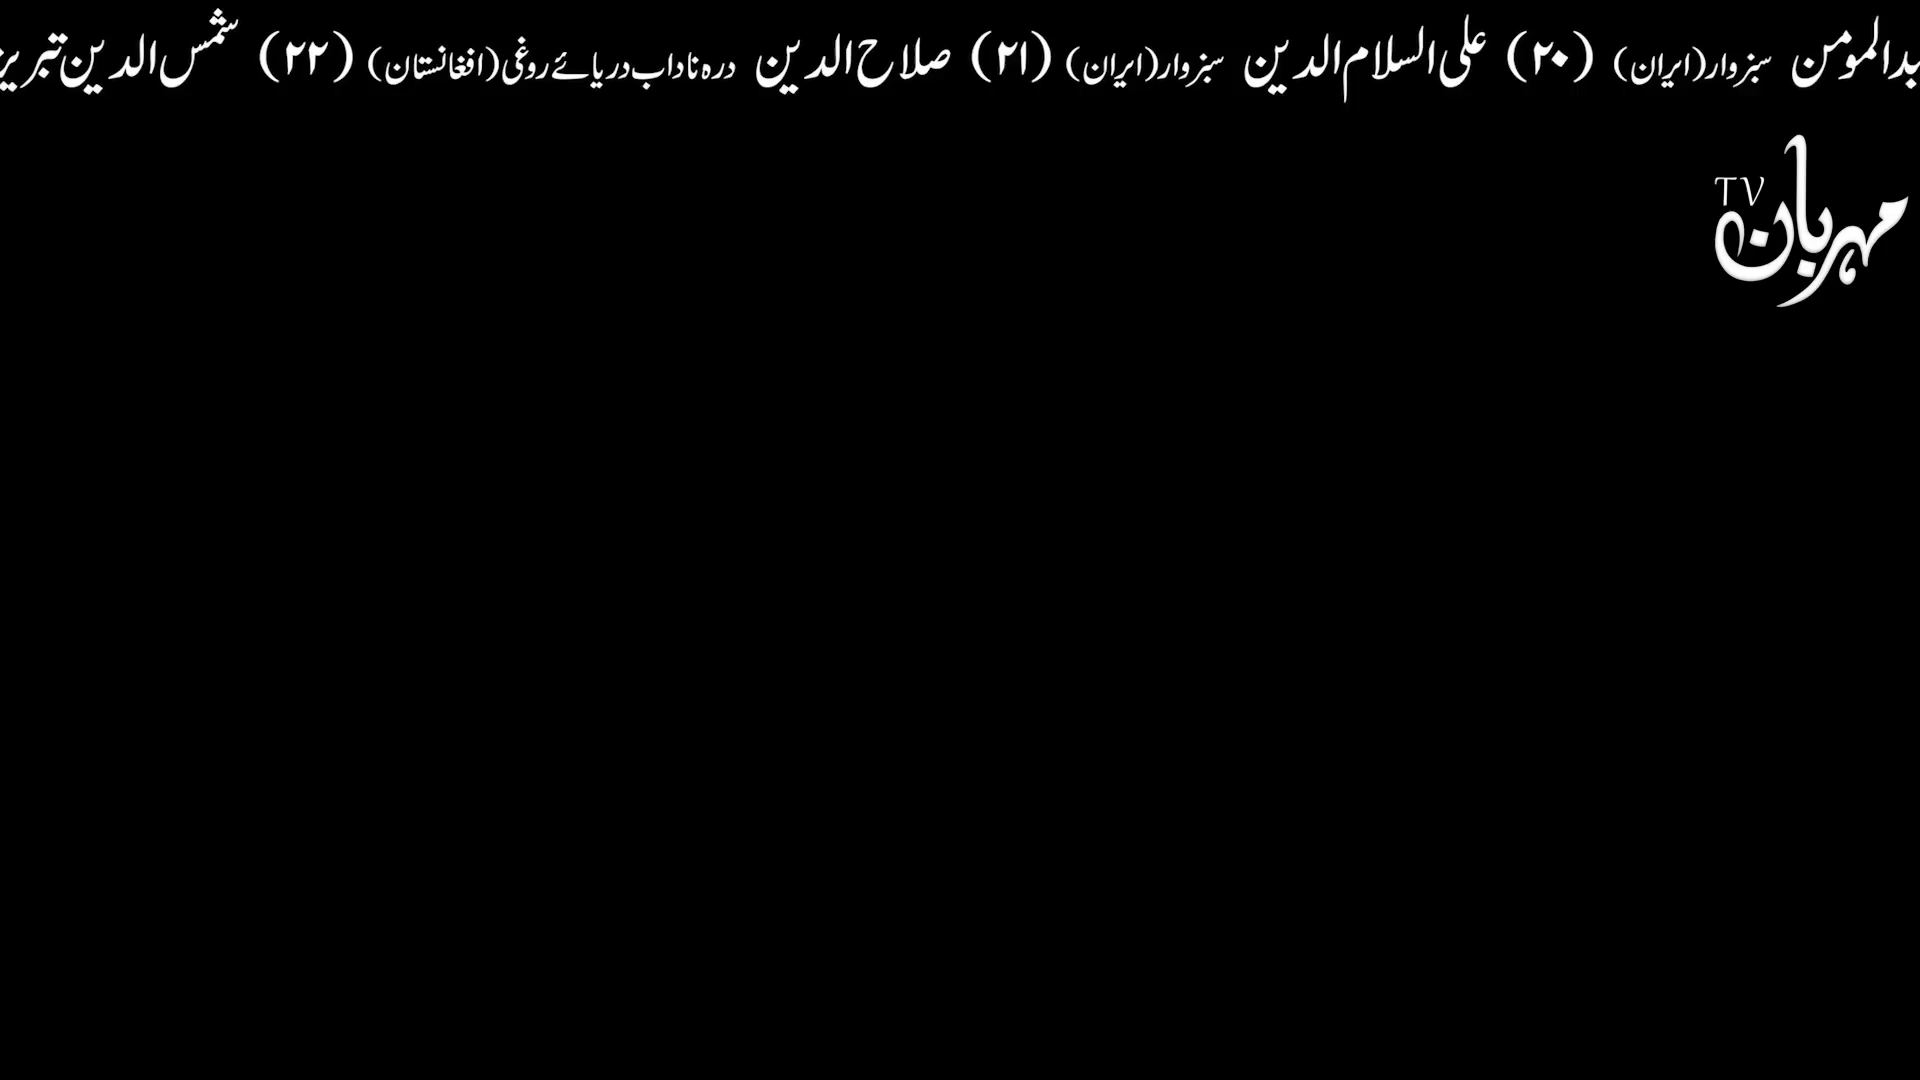 بدالمومن سبزوار(ایران) (۲۰) علی السلام الدین سبزوار(ایران) (۲۱) صلاح الدین درہ ناداب دریائے روغی(افغانستان) (۲۲) شمس الدین تبریز
مہربان TV